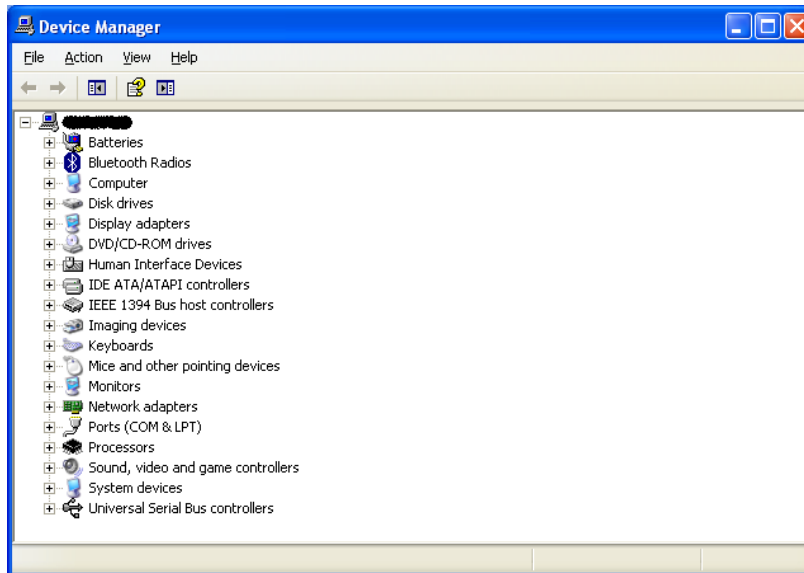 Device Manager
File Action View Help
Batteries
Bluetooth Radios
Computer
Disk drives
Display adapters
DVD/CD-ROM drives
Human Interface Devices
IDE ATA/ATAPI controllers
IEEE 1394 Bus host controllers
Imaging devices
Keyboards
Mice and other pointing devices
Monitors
Network adapters
Ports (COM & LPT)
Processors
Sound, video and game controllers
System devices
Universal Serial Bus controllers